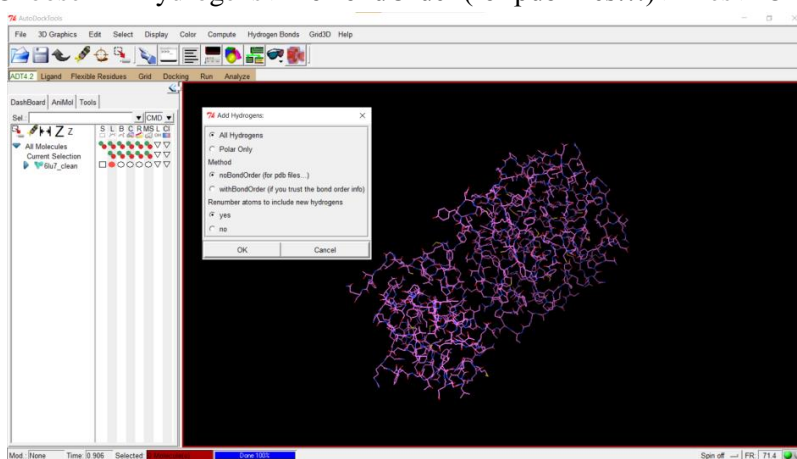 AutoDockTools
File 3D Graphics Edit Select Display Color Compute Hydrogen Bonds Grid3D Help
ADT4.2 Ligand Flexible Residues Grid Docking Run Analyze
DashBoard AniMol Tools
Sel.: CMD
S L B C R MS L Cl
All Molecules
Current Selection
6lu7_clean
Add Hydrogens:
All Hydrogens
Polar Only
Method
noBondOrder (for pdb files...)
withBondOrder (if you trust the bond order info)
Renumber atoms to include new hydrogens
yes
no
OK Cancel
Mod.: None Time: 0.906 Selected: Done 100% Spin off FR: 71.4